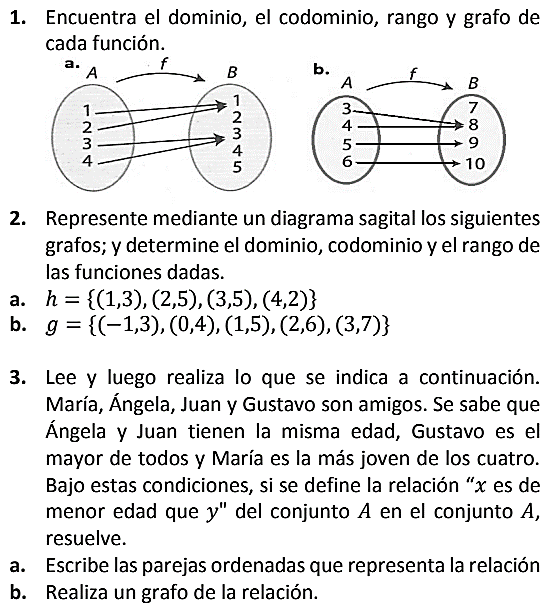 1. Encuentra el dominio, el codominio, rango y grafo de
cada función.
a. A f B
1 2 3 4
1 2 3 4 5
b. A f B
3 4 5 6
7 8 9 10
2. Represente mediante un diagrama sagital los siguientes
grafos; y determine el dominio, codominio y el rango de
las funciones dadas.
a. h = {(1,3), (2,5), (3,5), (4,2)}
b. g = {(−1,3), (0,4), (1,5), (2,6), (3,7)}
3. Lee y luego realiza lo que se indica a continuación.
María, Ángela, Juan y Gustavo son amigos. Se sabe que
Ángela y Juan tienen la misma edad, Gustavo es el
mayor de todos y María es la más joven de los cuatro.
Bajo estas condiciones, si se define la relación “x es de
menor edad que y" del conjunto A en el conjunto A,
resuelve.
a. Escribe las parejas ordenadas que representa la relación
b. Realiza un grafo de la relación.